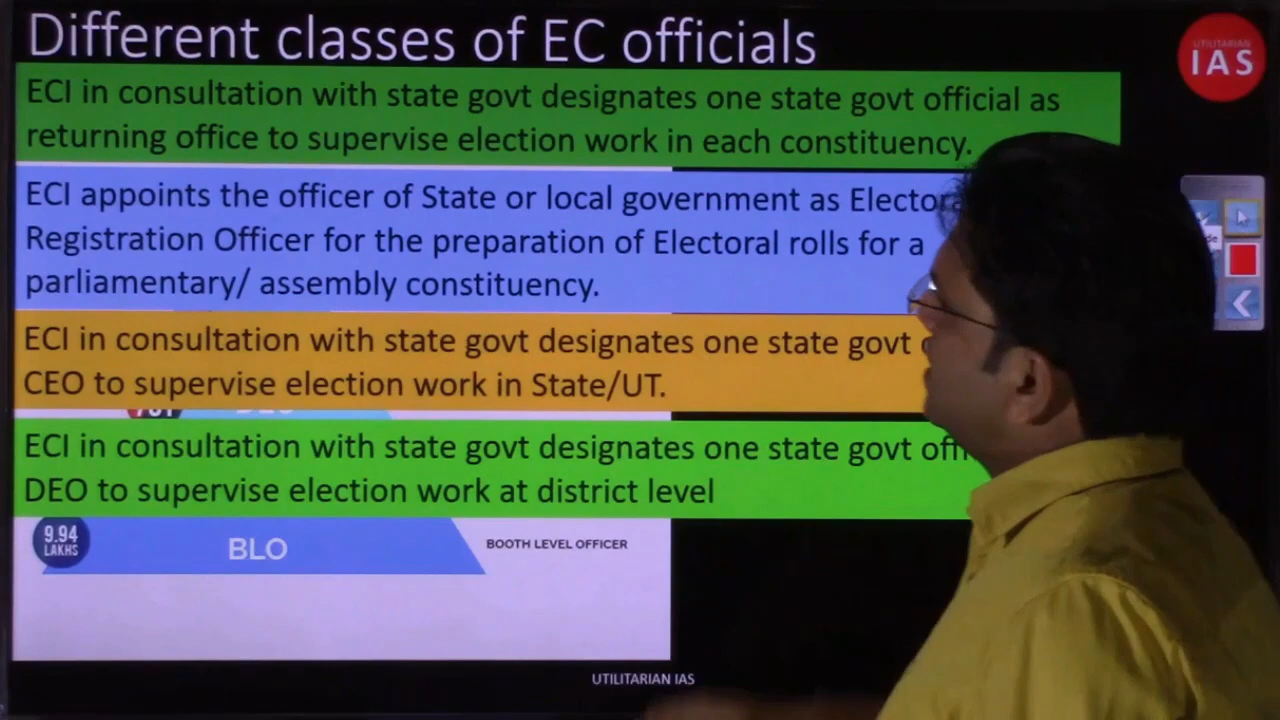 Different classes of EC officials
UTILITARIAN
IAS
ECI in consultation with state govt designates one state govt official as
returning office to supervise election work in each constituency.
ECI appoints the officer of State or local government as
Registration Officer for the preparation of Electoral rolls for a
parliamentary/ assembly constituency.
ECI in consultation with state govt designates one state govt
CEO to supervise election work in State/UT.
ECI in consultation with state govt designates one state govt
DEO to supervise election work at district level
9.94
LAKHS
BLO
BOOTH LEVEL OFFICER
UTILITARIAN IAS